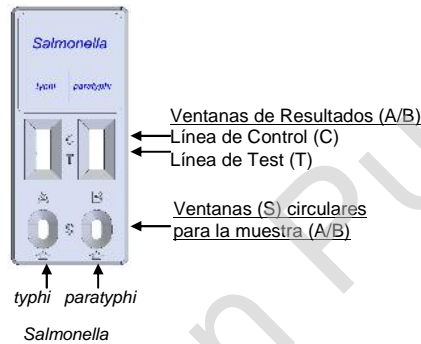 Salmonella
typhi paratyphi
Ventanas de Resultados (A/B)
C Línea de Control (C)
T Línea de Test (T)
A B
S Ventanas (S) circulares
para la muestra (A/B)
typhi paratyphi
Salmonella